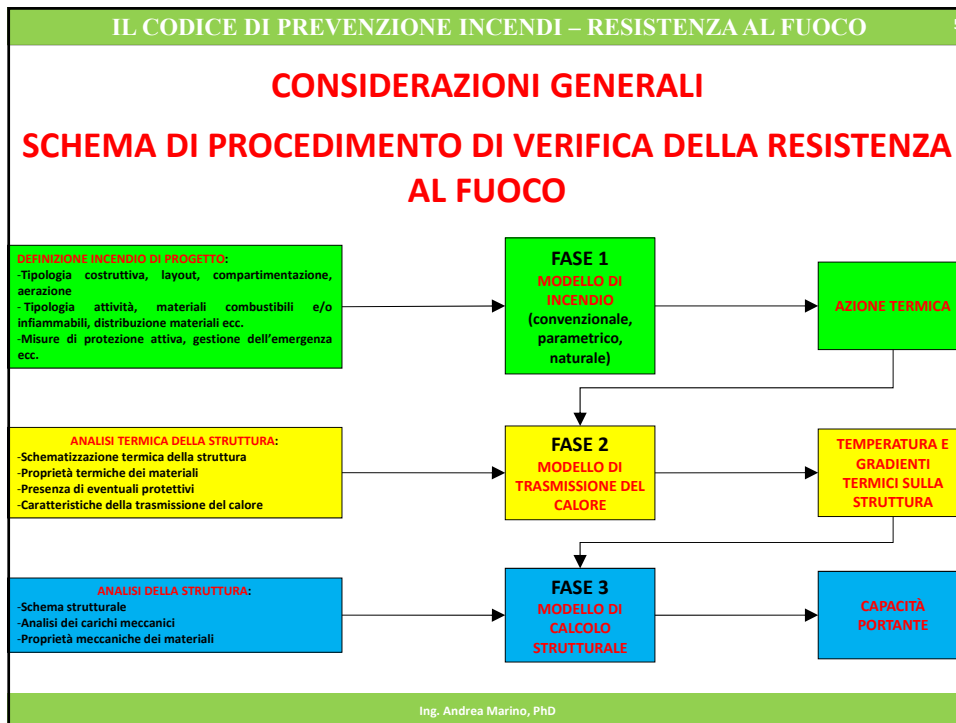 IL CODICE DI PREVENZIONE INCENDI – RESISTENZA AL FUOCO
CONSIDERAZIONI GENERALI
SCHEMA DI PROCEDIMENTO DI VERIFICA DELLA RESISTENZA
AL FUOCO
DEFINIZIONE INCENDIO DI PROGETTO:
-Tipologia costruttiva, layout, compartimentazione,
aerazione
- Tipologia attività, materiali combustibili e/o
infiammabili, distribuzione materiali ecc.
-Misure di protezione attiva, gestione dell'emergenza
ecc.
FASE 1
MODELLO DI
INCENDIO
(convenzionale,
parametrico,
naturale)
AZIONE TERMICA
ANALISI TERMICA DELLA STRUTTURA:
-Schematizzazione termica della struttura
-Proprietà termiche dei materiali
-Presenza di eventuali protettivi
-Caratteristiche della trasmissione del calore
FASE 2
MODELLO DI
TRASMISSIONE DEL
CALORE
TEMPERATURA E
GRADIENTI
TERMICI SULLA
STRUTTURA
ANALISI DELLA STRUTTURA:
-Schema strutturale
-Analisi dei carichi meccanici
-Proprietà meccaniche dei materiali
FASE 3
MODELLO DI
CALCOLO
STRUTTURALE
CAPACITÀ
PORTANTE
Ing. Andrea Marino, PhD